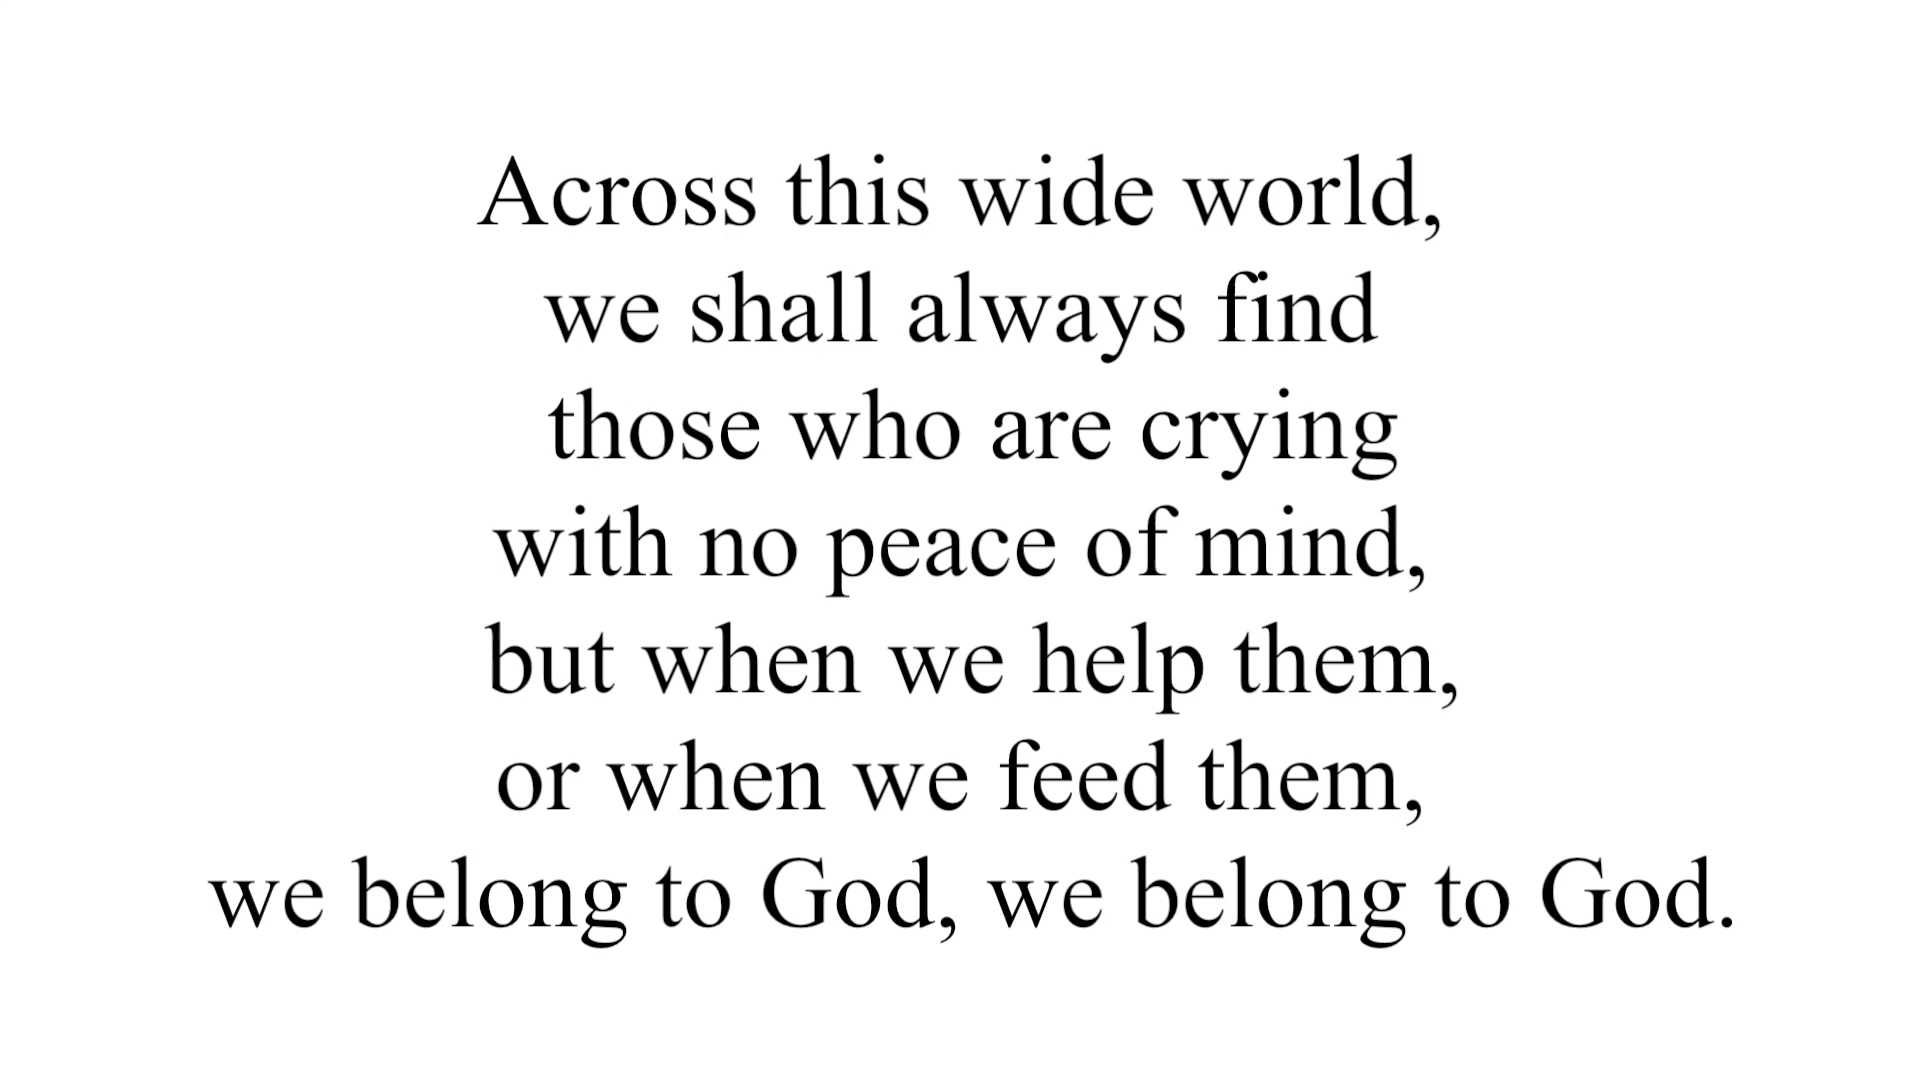 Across this wide world,
we shall always find
those who are crying
with no peace of mind,
but when we help them,
or when we feed them,
we belong to God, we belong to God.